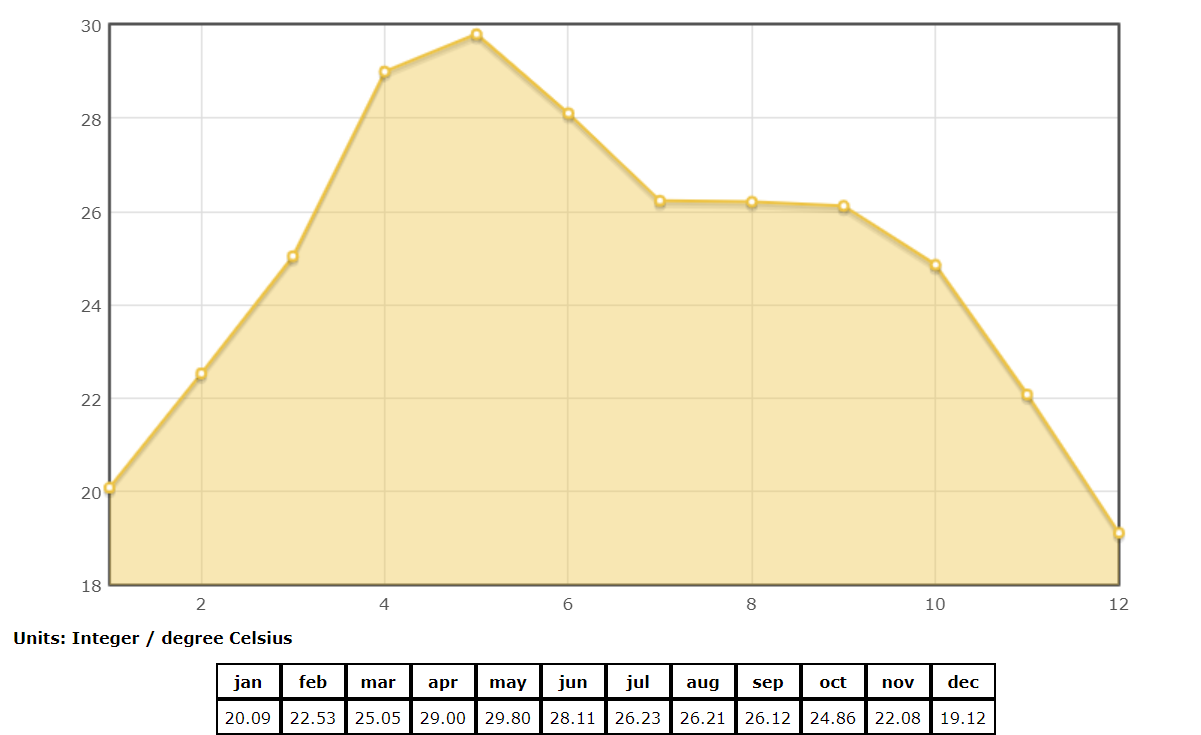 30
28
26
24
22
20
18
2 4 6 8 10 12
Units: Integer / degree Celsius
jan feb mar apr may jun jul aug sep oct nov dec
20.09 22.53 25.05 29.00 29.80 28.11 26.23 26.21 26.12 24.86 22.08 19.12